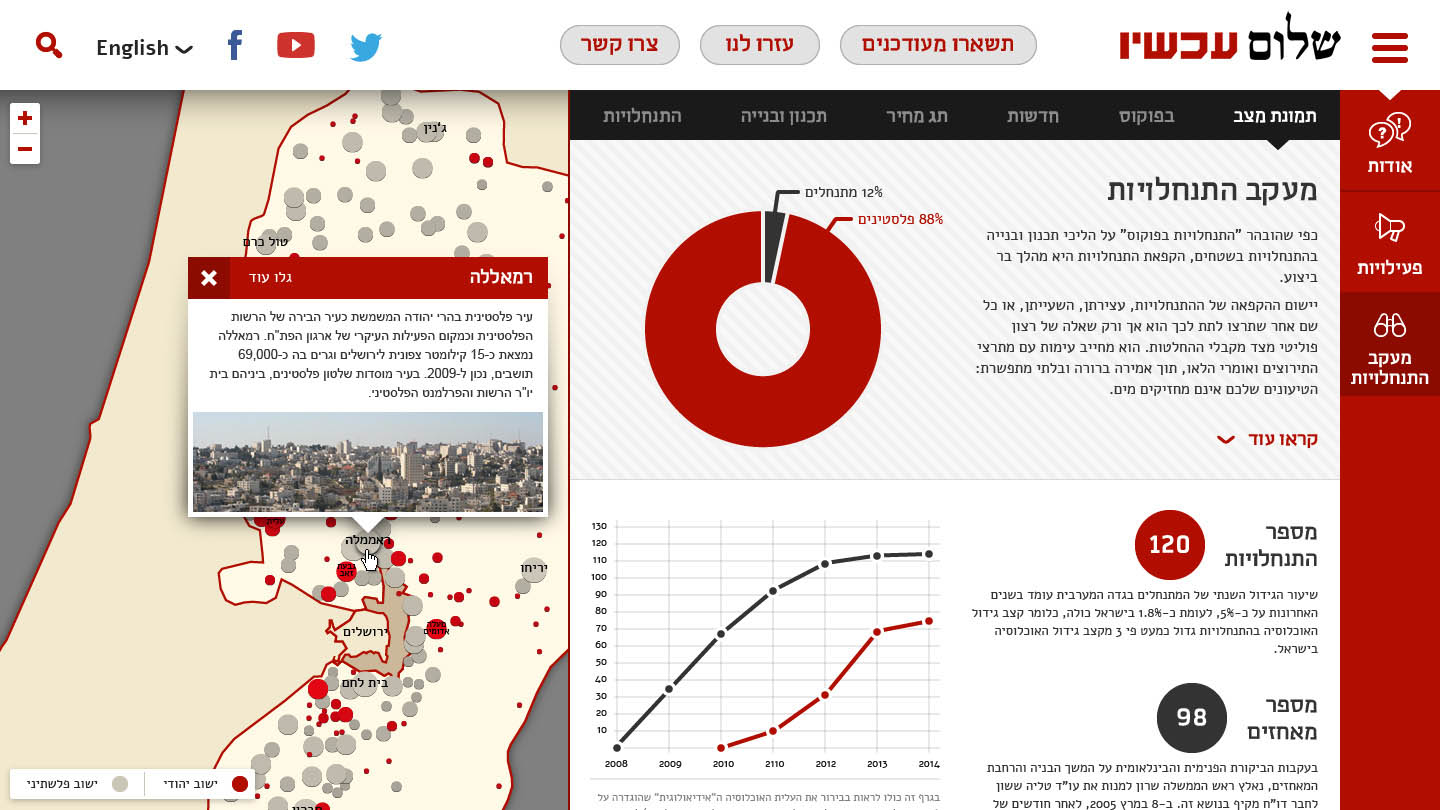 שלום עכשיו
תשארו מעודכנים
עזרו לנו
צרו קשר
English
אודות
פעילויות
מעקב
התנחלויות
תמונת מצב
בפוקוס
חדשות
תג מחיר
תכנון ובנייה
התנחלויות
מעקב התנחלויות
כפי שהובהר "התנחלויות בפוקוס" על הליכי תכנון ובנייה
בהתנחלויות בשטחים, הקפאת התנחלויות היא מהלך בר
ביצוע.
יישום ההקפאה של ההתנחלויות, עצירתן, השעייתן, או כל
שם אחר שתרצו לתת לכך הוא אך ורק שאלה של רצון
פוליטי מצד מקבלי ההחלטות. הוא מחייב עימות עם מתרצי
התירוצים ואומרי הלאו, תוך אמירה ברורה ובלתי מתפשרת:
הטיעונים שלכם אינם מחזיקים מים.
קראו עוד
12% מתנחלים
88% פלסטינים
מספר
התנחלויות
120
שיעור הגידול השנתי של המתנחלים בגדה המערבית עומד בשנים
האחרונות על כ-5%, לעומת כ-1.8% בישראל כולה, כלומר קצב גידול
האוכלוסיה בהתנחלויות גדול כמעט פי 3 מקצב גידול האוכלוסיה
בישראל.
מספר
מאחזים
98
בעקבות הביקורת הפנימית והבינלאומית על המשך הבניה והרחבת
המאחזים, נאלץ ראש הממשלה שרון למנות את עו"ד טליה ששון
לחבר דו"ח מקיף בנושא זה. ב-8 במרץ 2005, לאחר חודשים של
130
120
110
100
90
80
70
60
50
40
30
20
10
2008
2009
2010
2110
2012
2013
2014
בגרף זה כולו לראות בבירור את העלית האוכלוסיה ה"אידיאולוגית" שהוגדרה על
+
−
ג'נין
טול כרם
רמאללה
גלו עוד
עיר פלסטינית בהרי יהודה המשמשת כעיר הבירה של הרשות
הפלסטינית וכמקום הפעילות העיקרי של ארגון הפת"ח. רמאללה
נמצאת כ-15 קילומטר צפונית לירושלים וגרים בה כ-69,000
תושבים, נכון ל-2009. בעיר מוסדות שלטון פלסטינים, ביניהם בית
יו"ר הרשות והפרלמנט הפלסטיני.
עלית
ראממלה
גבעת
זאב
יריחו
ירושלים
מעלה
אדומים
בית לחם
ישוב יהודי
ישוב פלשתיני